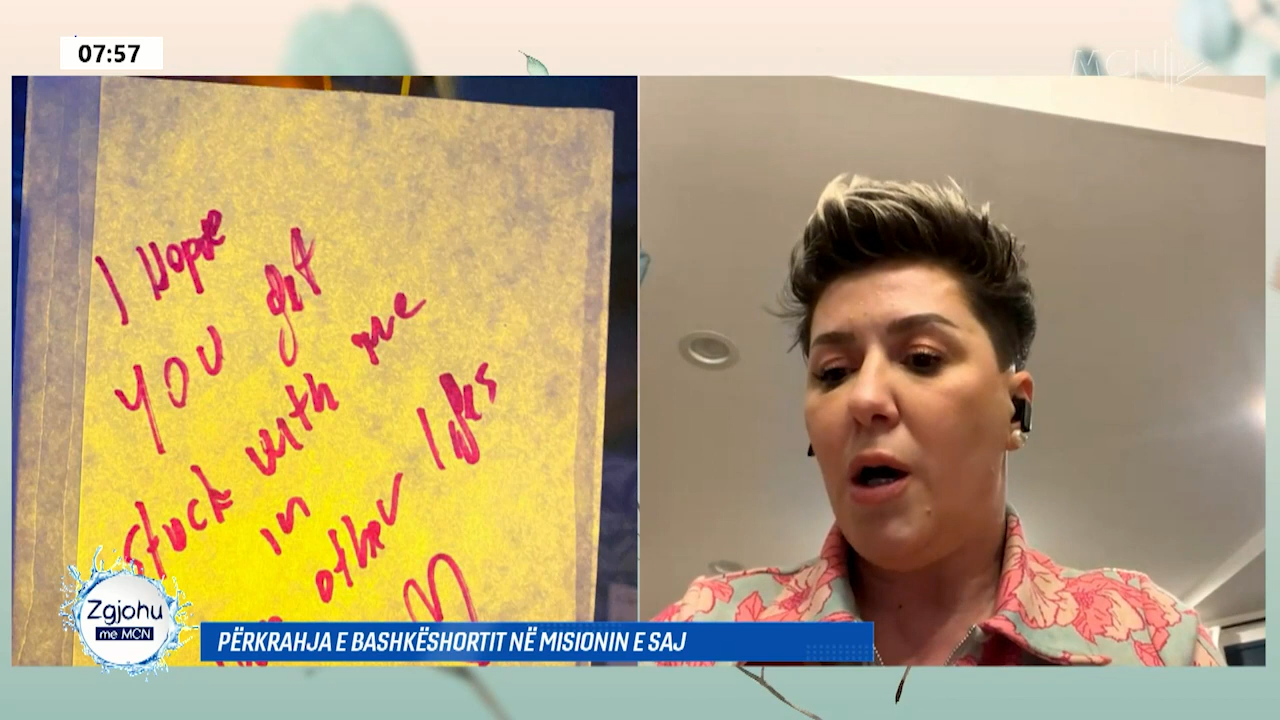 07:57
MCN
I Hope
you get
stuck with me
in
other lifes
Zgjohu
me MCN
PËRKRAHJA E BASHKËSHORTIT NË MISIONIN E SAJ